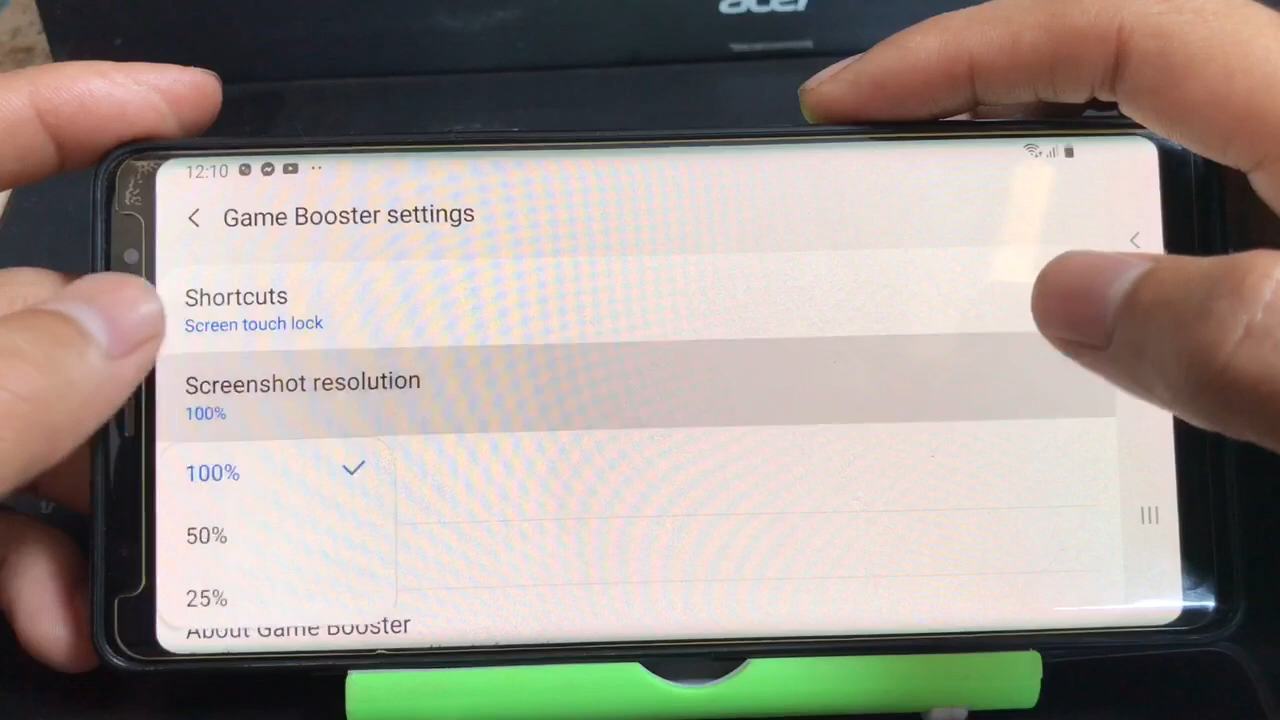 acer
12:10
Game Booster settings
Shortcuts
Screen touch lock
Screenshot resolution
100%
100%
50%
25%
About Game Booster